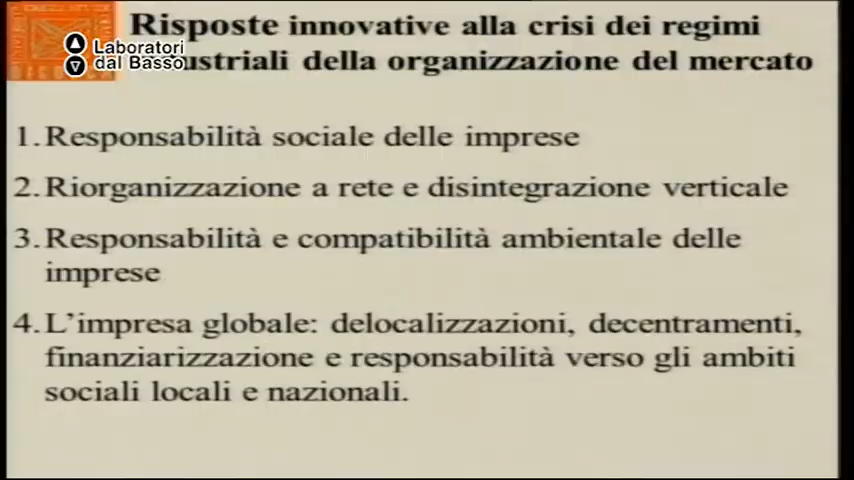 Risposte innovative alla crisi dei regimi
Laboratori
dal Basso
ustriali della organizzazione del mercato
1. Responsabilità sociale delle imprese
2. Riorganizzazione a rete e disintegrazione verticale
3. Responsabilità e compatibilità ambientale delle
imprese
4. L'impresa globale: delocalizzazioni, decentramenti,
finanziarizzazione e responsabilità verso gli ambiti
sociali locali e nazionali.